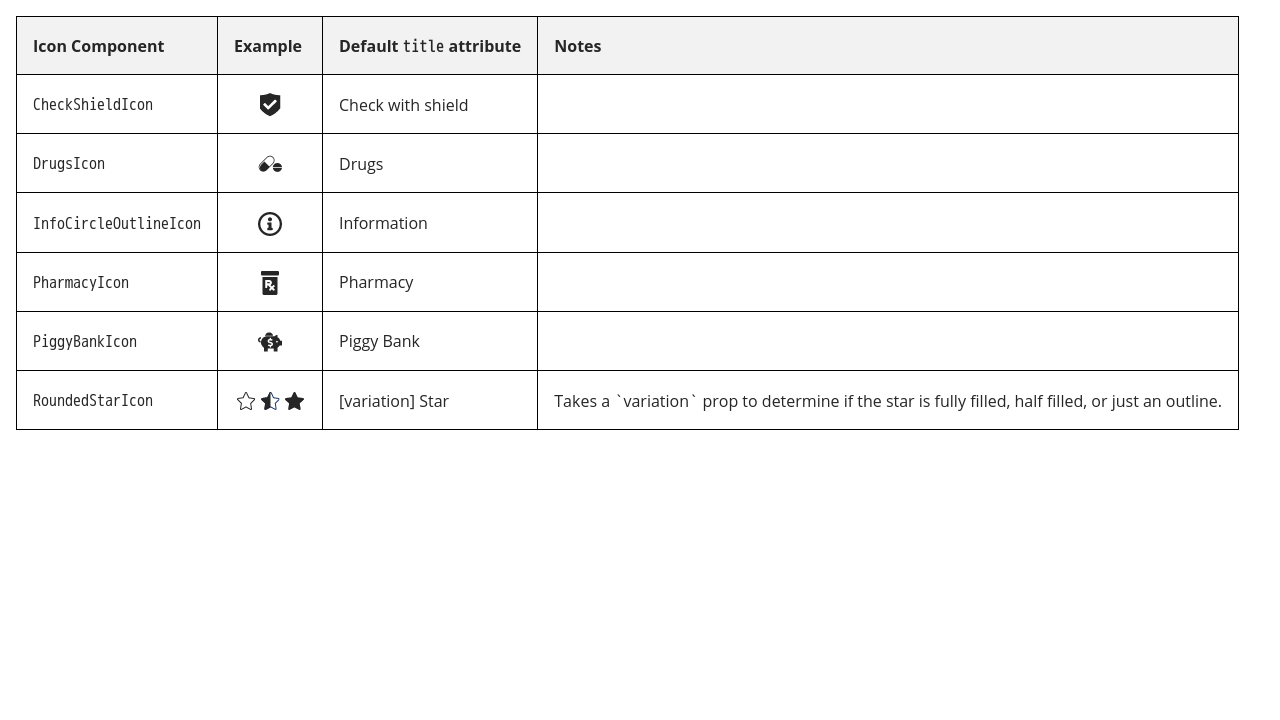 Icon Component Example Default title attribute Notes
CheckShieldIcon Check with shield
DrugsIcon Drugs
InfoCircleOutlineIcon Information
PharmacyIcon Pharmacy
PiggyBankIcon Piggy Bank
RoundedStarIcon [variation] Star Takes a `variation` prop to determine if the star is fully filled, half filled, or just an outline.